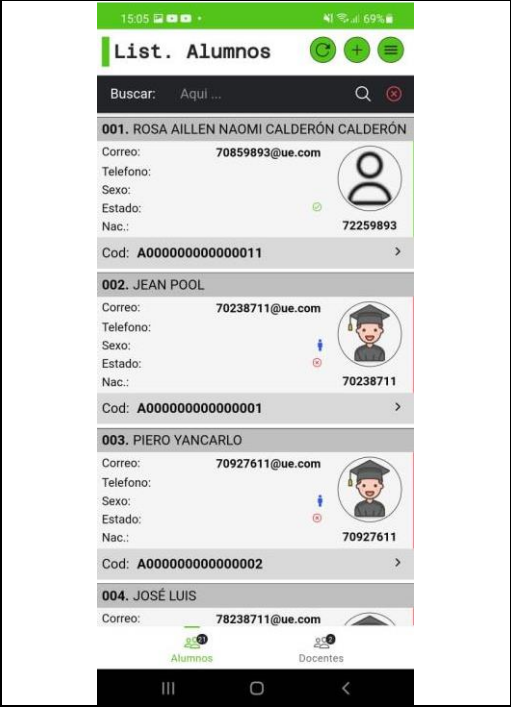 15:05 69%
List. Alumnos
Buscar: Aqui ...
001. ROSA AILLEN NAOMI CALDERÓN CALDERÓN
Correo: 70859893@ue.com
Telefono:
Sexo:
Estado:
Nac.: 72259893
Cod: A000000000000011
002. JEAN POOL
Correo: 70238711@ue.com
Telefono:
Sexo:
Estado:
Nac.: 70238711
Cod: A000000000000001
003. PIERO YANCARLO
Correo: 70927611@ue.com
Telefono:
Sexo:
Estado:
Nac.: 70927611
Cod: A000000000000002
004. JOSÉ LUIS
Correo: 78238711@ue.com
21 2
Alumnos Docentes